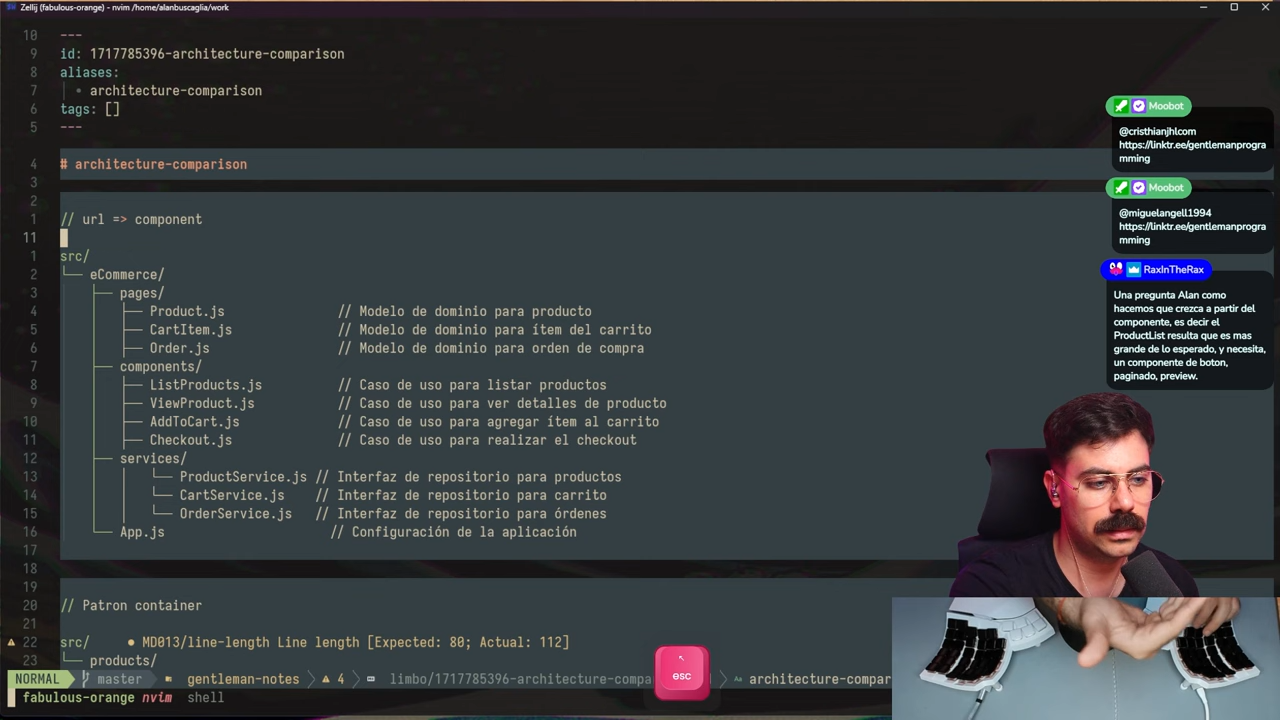 Zellij (fabulous-orange) - nvim /home/alanbuscaglia/work
10 ---
9 id: 1717785396-architecture-comparison
8 aliases:
7 • architecture-comparison
6 tags: []
5 ---
4 # architecture-comparison
3
2
1 // url => component
11
1 src/
2 └── eCommerce/
3 ├── pages/
4 │ ├── Product.js // Modelo de dominio para producto
5 │ ├── CartItem.js // Modelo de dominio para ítem del carrito
6 │ ├── Order.js // Modelo de dominio para orden de compra
7 ├── components/
8 │ ├── ListProducts.js // Caso de uso para listar productos
9 │ ├── ViewProduct.js // Caso de uso para ver detalles de producto
10 │ ├── AddToCart.js // Caso de uso para agregar ítem al carrito
11 │ ├── Checkout.js // Caso de uso para realizar el checkout
12 ├── services/
13 │ │ └── ProductService.js // Interfaz de repositorio para productos
14 │ │ └── CartService.js // Interfaz de repositorio para carrito
15 │ │ └── OrderService.js // Interfaz de repositorio para órdenes
16 └── App.js // Configuración de la aplicación
17
18
19
20 // Patron container
21
22 src/ • MD013/line-length Line length [Expected: 80; Actual: 112]
23 └── products/
NORMAL master gentleman-notes 4 limbo/1717785396-architecture-compa architecture-compar
fabulous-orange nvim shell
esc
Moobot
@cristhianjhlcom
https://linktr.ee/gentlemanprogra
mming
Moobot
@miguelangell1994
https://linktr.ee/gentlemanprogra
mming
RaxInTheRax
Una pregunta Alan como
hacemos que crezca a partir del
componente, es decir el
ProductList resulta que es mas
grande de lo esperado, y necesita,
un componente de boton,
paginado, preview.